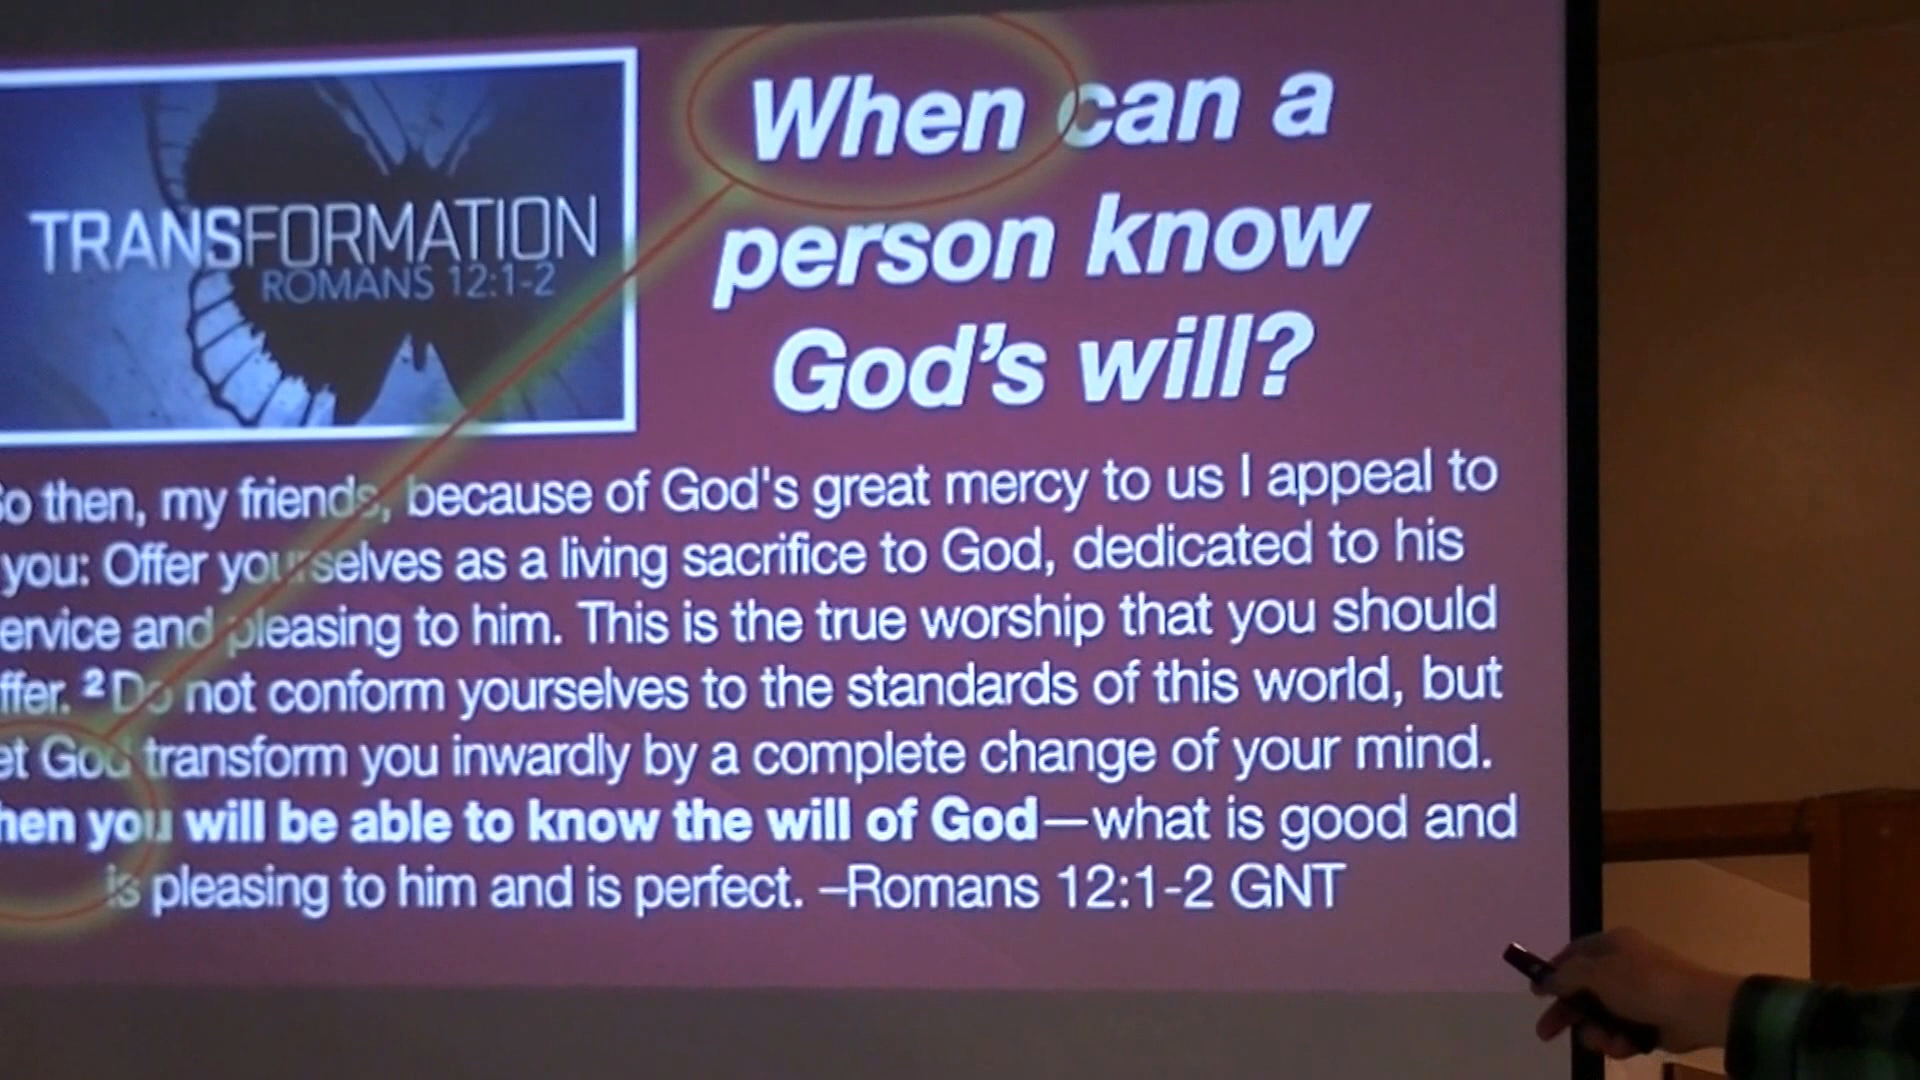 TRANSFORMATION
ROMANS 12:1-2
When can a
person know
God's will?
So then, my friends, because of God's great mercy to us I appeal to
you: Offer yourselves as a living sacrifice to God, dedicated to his
ervice and pleasing to him. This is the true worship that you should
ffer. 2 Do not conform yourselves to the standards of this world, but
et God transform you inwardly by a complete change of your mind.
hen you will be able to know the will of God—what is good and
is pleasing to him and is perfect. –Romans 12:1-2 GNT